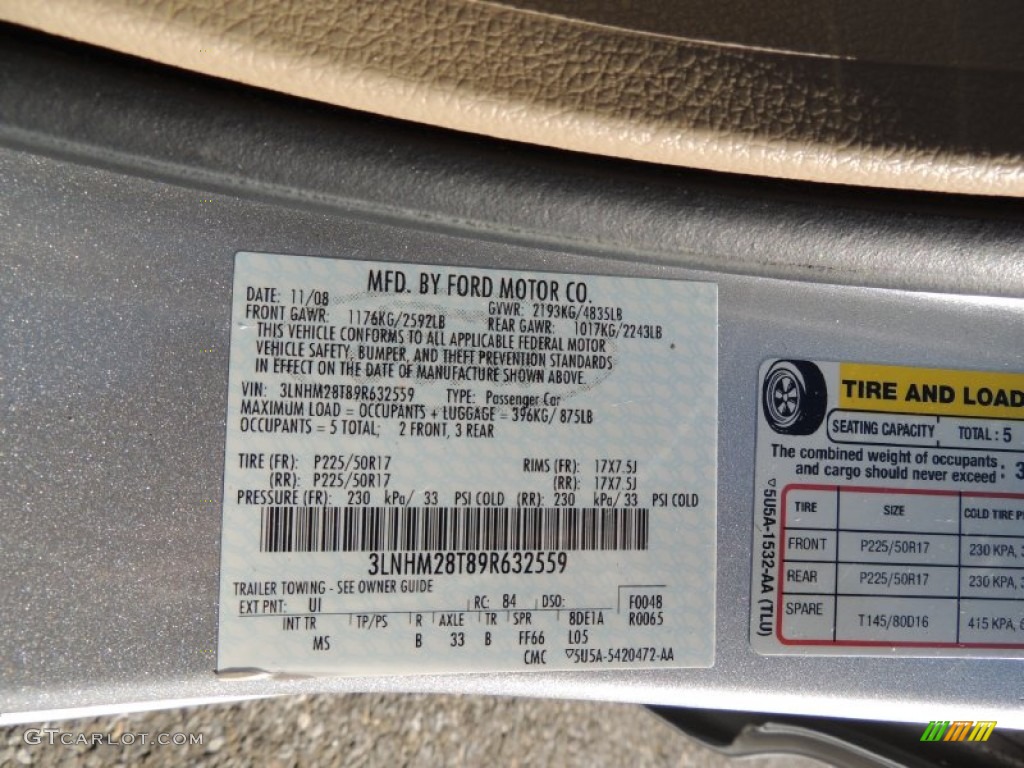 MFD. BY FORD MOTOR CO.
DATE: 11/08 GVWR: 2193KG/4835LB
FRONT GAWR: 1176KG/2592LB REAR GAWR: 1017KG/2243LB
THIS VEHICLE CONFORMS TO ALL APPLICABLE FEDERAL MOTOR
VEHICLE SAFETY, BUMPER, AND THEFT PREVENTION STANDARDS
IN EFFECT ON THE DATE OF MANUFACTURE SHOWN ABOVE.
VIN: 3LNHM28T89R632559 TYPE: Passenger Car
MAXIMUM LOAD = OCCUPANTS + LUGGAGE = 396KG/ 875LB
OCCUPANTS = 5 TOTAL; 2 FRONT, 3 REAR
TIRE (FR): P225/50R17 RIMS (FR): 17X7.5J
(RR): P225/50R17 (RR): 17X7.5J
PRESSURE (FR): 230 kPa/ 33 PSI COLD (RR): 230 kPa/ 33 PSI COLD
3LNHM28T89R632559
TRAILER TOWING - SEE OWNER GUIDE
EXT PNT: UI RC: 84 DSO: F0048
INT TR TP/PS R AXLE TR SPR 8DE1A R0065
MS B 33 B FF66 L05
CMC ▽5U5A-5420472-AA
TIRE AND LOAD
SEATING CAPACITY TOTAL : 5
The combined weight of occupants
and cargo should never exceed : 3
TIRE SIZE COLD TIRE P
FRONT P225/50R17 230 KPA, 3
REAR P225/50R17 230 KPA, 3
SPARE T145/80D16 415 KPA, 6
▽5U5A-1532-AA (TLU)
GTCARLOT.COM